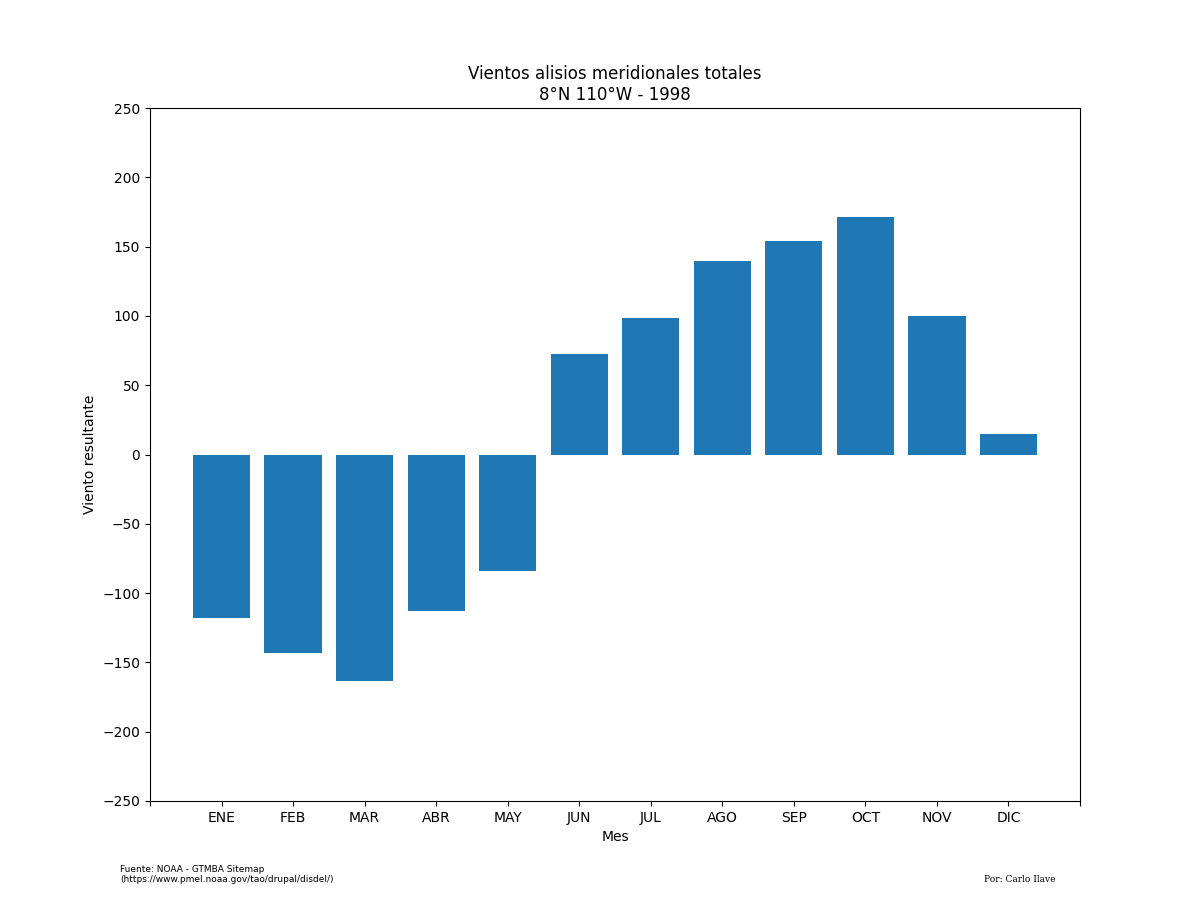 Vientos alisios meridionales totales
8°N 110°W - 1998
250
200
150
100
50
0
−50
−100
−150
−200
−250
Viento resultante
ENE FEB MAR ABR MAY JUN JUL AGO SEP OCT NOV DIC
Mes
Fuente: NOAA - GTMBA Sitemap
(https://www.pmel.noaa.gov/tao/drupal/disdel/)
Por: Carlo Ilave